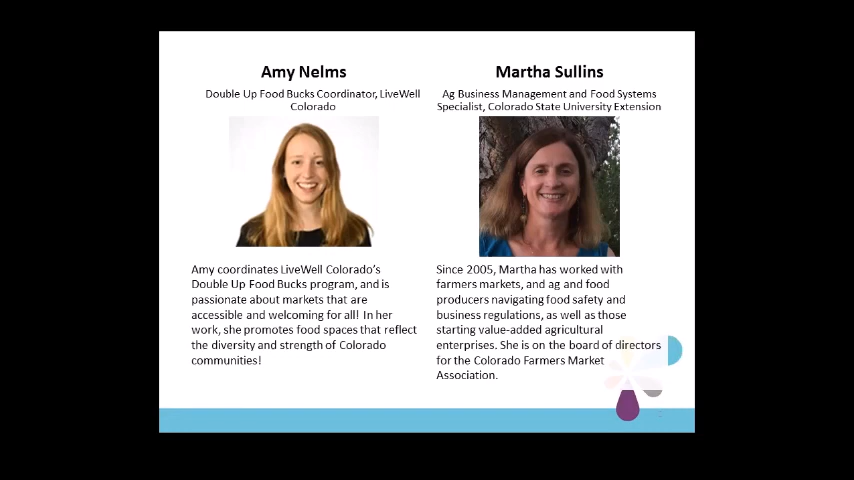 Amy Nelms
Double Up Food Bucks Coordinator, LiveWell
Colorado
Amy coordinates LiveWell Colorado's
Double Up Food Bucks program, and is
passionate about markets that are
accessible and welcoming for all! In her
work, she promotes food spaces that reflect
the diversity and strength of Colorado
communities!
Martha Sullins
Ag Business Management and Food Systems
Specialist, Colorado State University Extension
Since 2005, Martha has worked with
farmers markets, and ag and food
producers navigating food safety and
business regulations, as well as those
starting value-added agricultural
enterprises. She is on the board of directors
for the Colorado Farmers Market
Association.